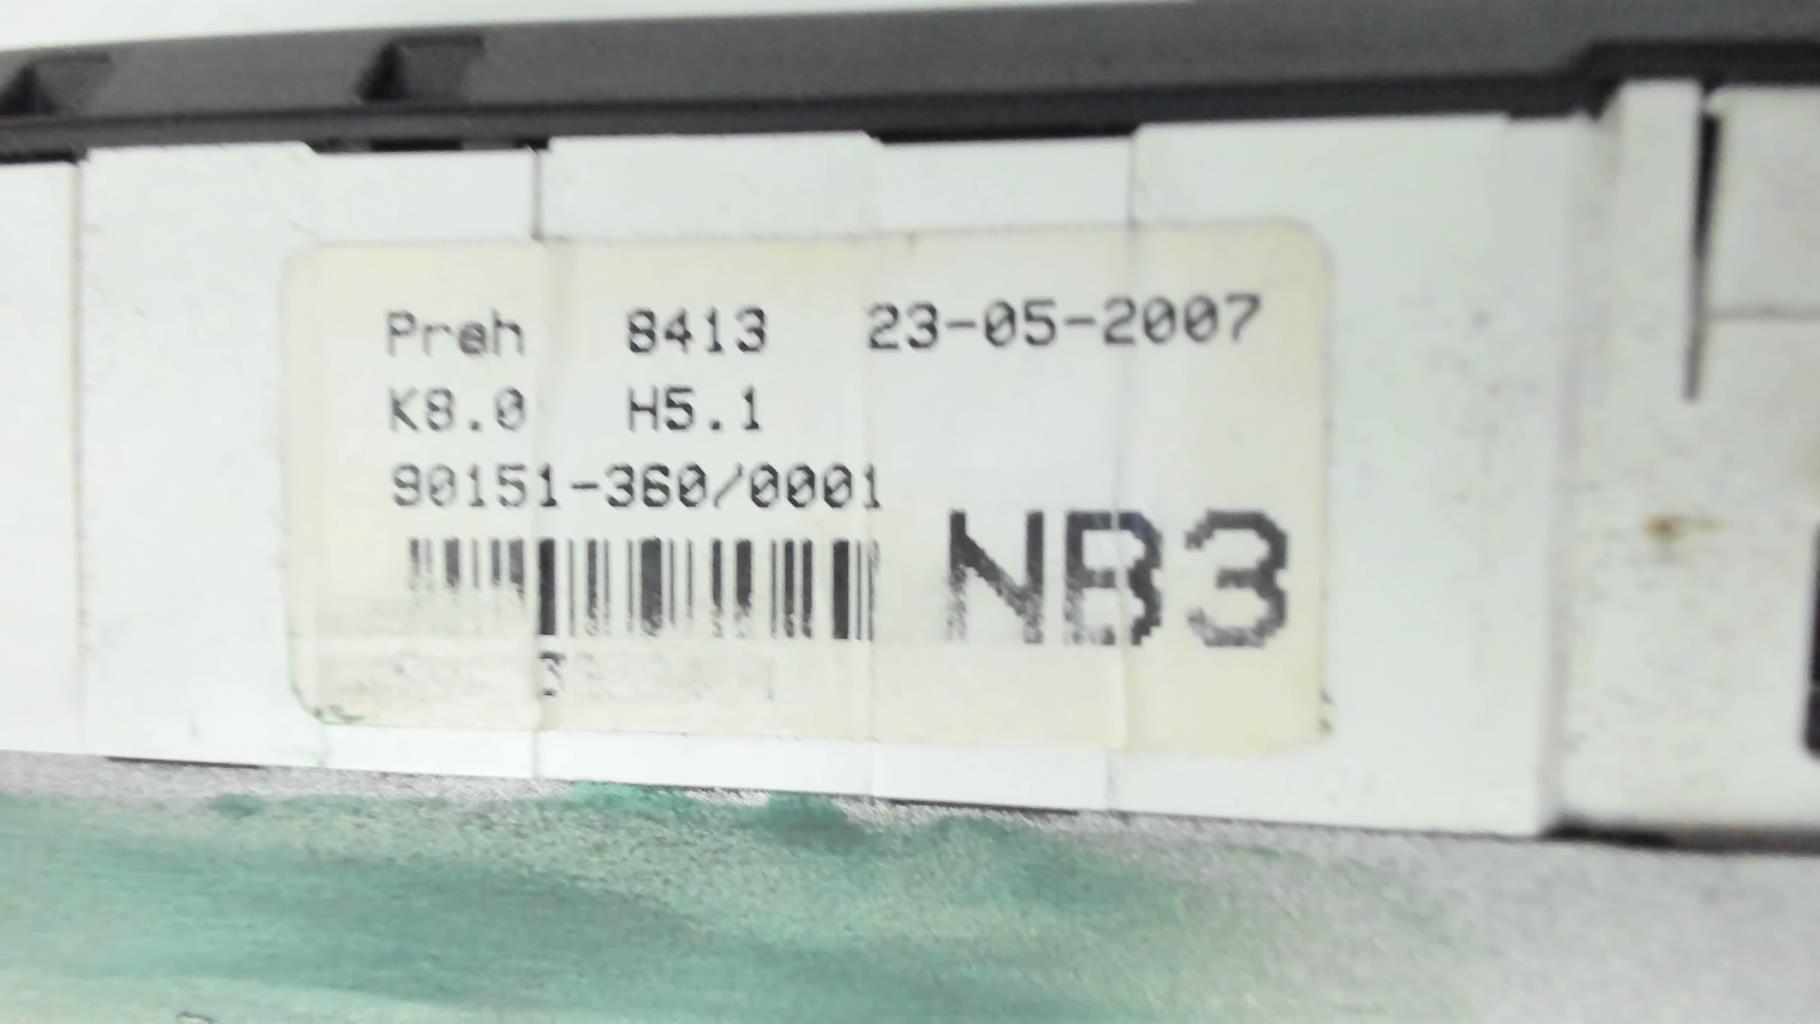 Preh 8413 23-05-2007
K8.0 H5.1
90151-360/0001
NB3